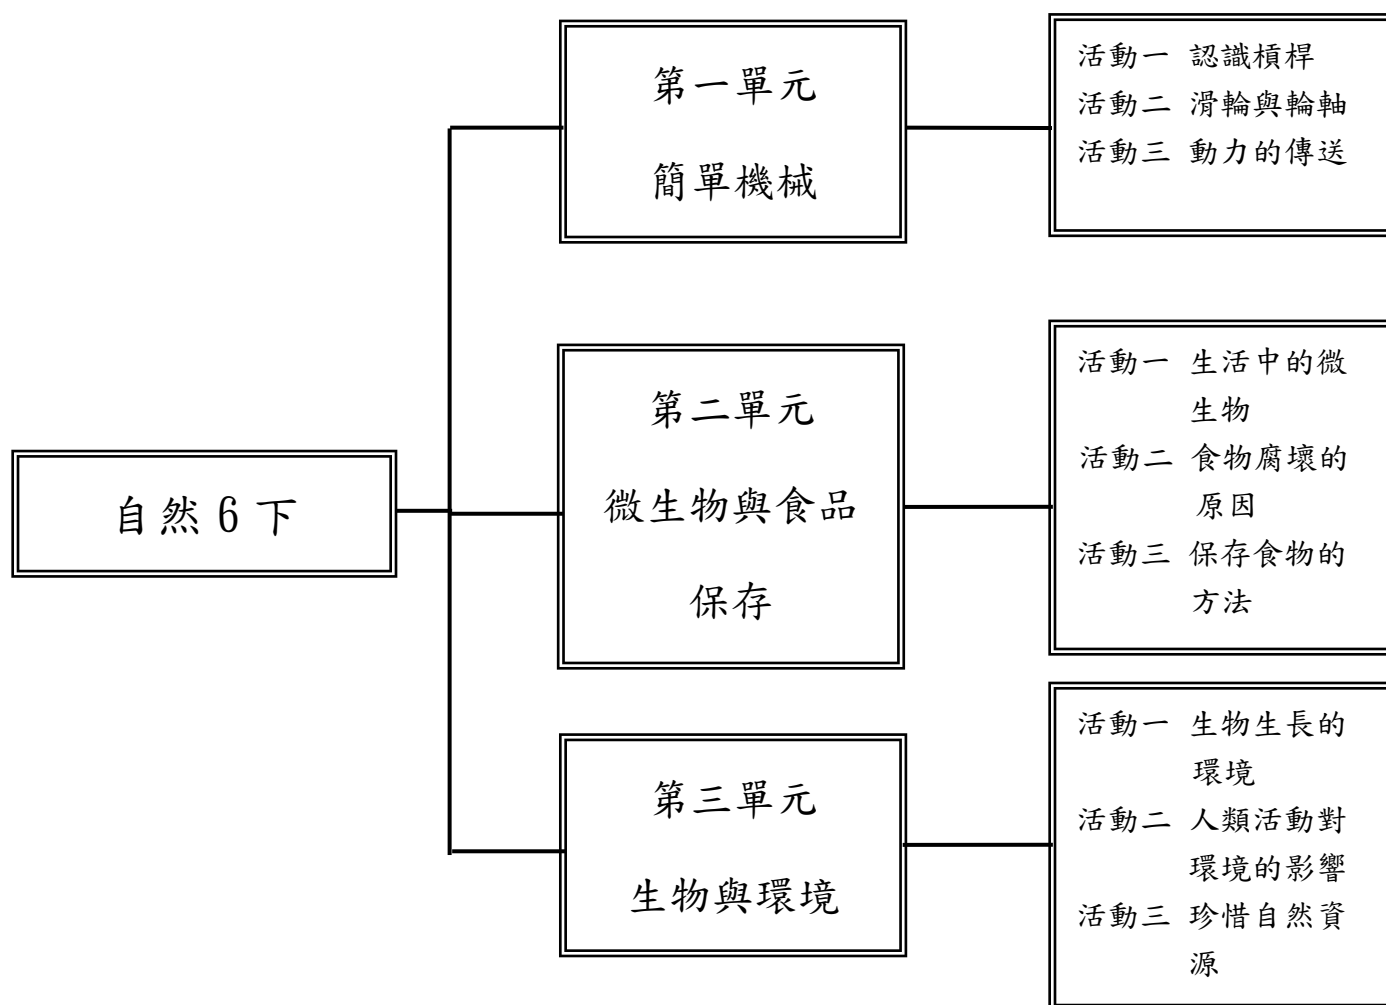 自然 6 下
第一單元
簡單機械
活動一 認識槓桿
活動二 滑輪與輪軸
活動三 動力的傳送
第二單元
微生物與食品
保存
活動一 生活中的微
生物
活動二 食物腐壞的
原因
活動三 保存食物的
方法
第三單元
生物與環境
活動一 生物生長的
環境
活動二 人類活動對
環境的影響
活動三 珍惜自然資
源